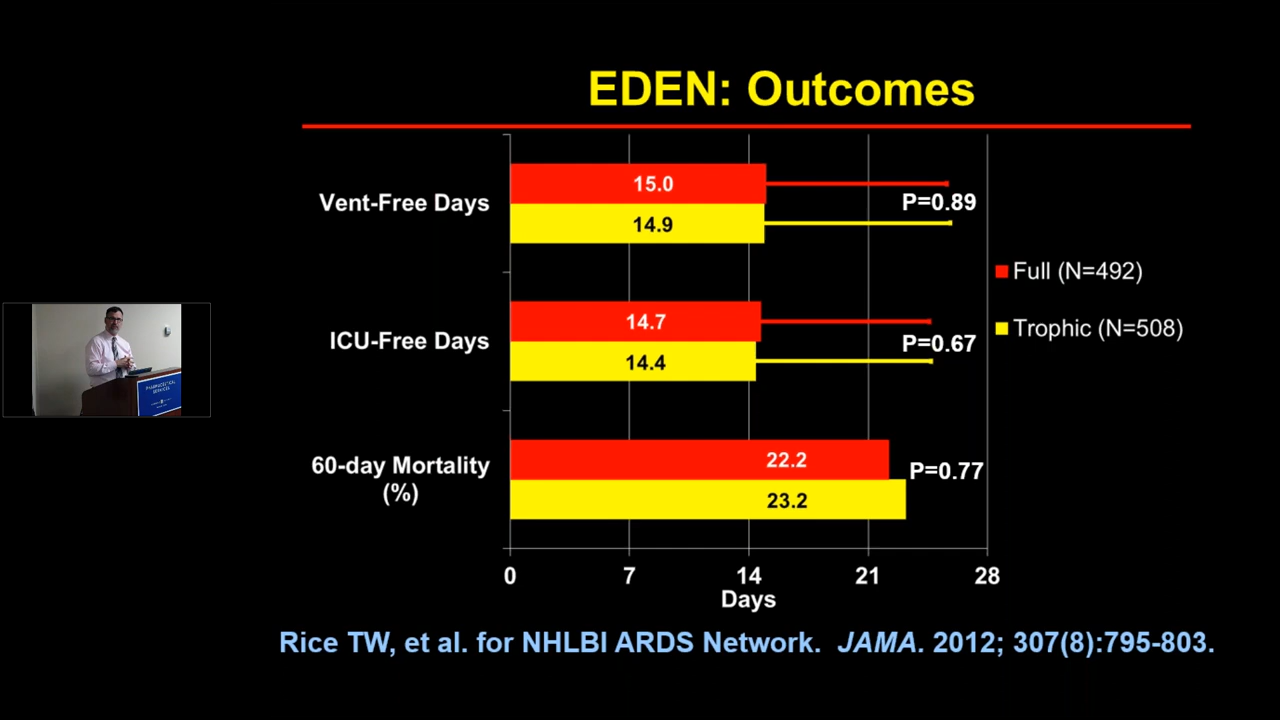 EDEN: Outcomes
Vent-Free Days
15.0
14.9
P=0.89
ICU-Free Days
14.7
14.4
P=0.67
60-day Mortality
(%)
22.2
23.2
P=0.77
Full (N=492)
Trophic (N=508)
0 7 14 21 28
Days
Rice TW, et al. for NHLBI ARDS Network. JAMA. 2012; 307(8):795-803.
PHARMACEUTICAL
SERVICES